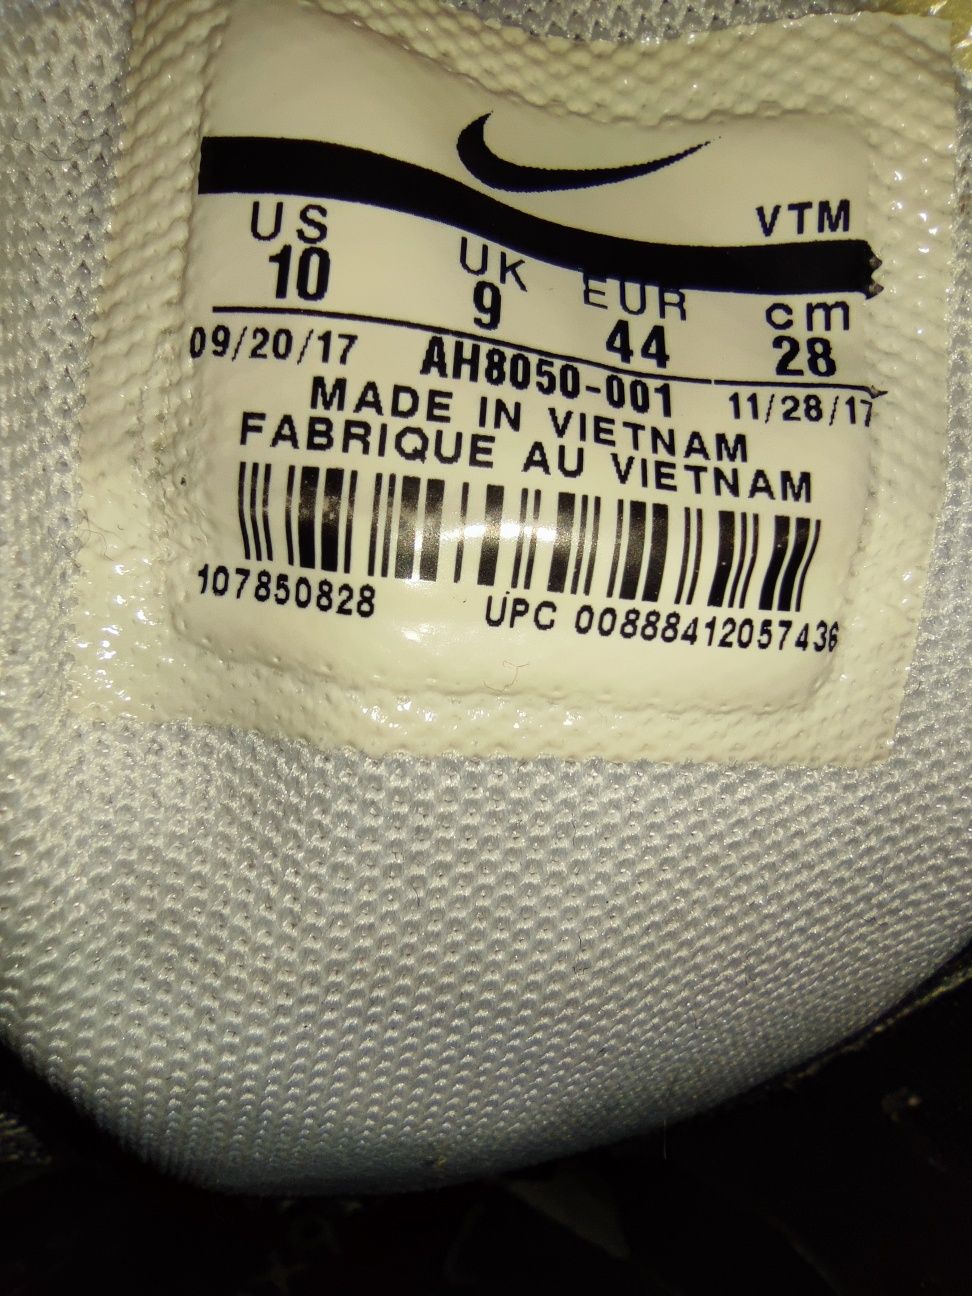 VTM
US UK EUR cm
10 9 44 28
09/20/17 AH8050-001 11/28/17
MADE IN VIETNAM
FABRIQUE AU VIETNAM
107850828 UPC 00888412057436